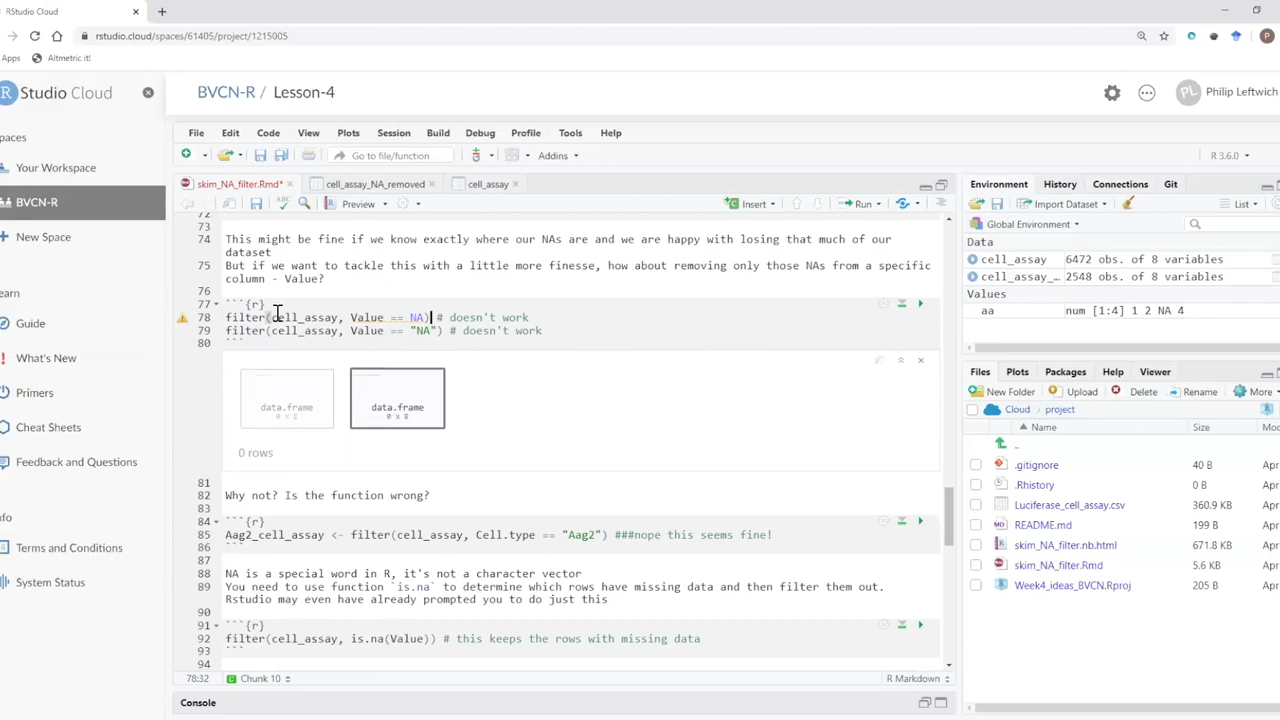 RStudio Cloud
rstudio.cloud/spaces/61405/project/1215005
P
Apps Altmetric it!
R Studio Cloud
BVCN-R / Lesson-4
PL Philip Leftwich
paces
Your Workspace
BVCN-R
New Space
earn
Guide
What's New
Primers
Cheat Sheets
Feedback and Questions
nfo
Terms and Conditions
System Status
File Edit Code View Plots Session Build Debug Profile Tools Help
Go to file/function Addins R 3.6.0
skim_NA_filter.Rmd* cell_assay_NA_removed cell_assay
ABC Preview Insert Run
72
73
74 This might be fine if we know exactly where our NAs are and we are happy with losing that much of our
dataset
75 But if we want to tackle this with a little more finesse, how about removing only those NAs from a specific
column - Value?
76
77 ```{r}
78 filter(cell_assay, Value == NA) # doesn't work
79 filter(cell_assay, Value == "NA") # doesn't work
80 ```
data.frame data.frame
0 x 8
0 rows
81
82 Why not? Is the function wrong?
83
84 ```{r}
85 Aag2_cell_assay <- filter(cell_assay, Cell.type == "Aag2") ###nope this seems fine!
86 ```
87
88 NA is a special word in R, it's not a character vector
89 You need to use function `is.na` to determine which rows have missing data and then filter them out.
Rstudio may even have already prompted you to do just this
90
91 ```{r}
92 filter(cell_assay, is.na(Value)) # this keeps the rows with missing data
93 ```
94
78:32 Chunk 10 R Markdown
Console
Environment History Connections Git
Import Dataset List
Global Environment
Data
cell_assay 6472 obs. of 8 variables
cell_assay_… 2548 obs. of 8 variables
Values
aa num [1:4] 1 2 NA 4
Files Plots Packages Help Viewer
New Folder Upload Delete Rename More
Cloud project
Name Size Mod
..
.gitignore 40 B Apr
.Rhistory 0 B Apr
Luciferase_cell_assay.csv 360.9 KB Apr
README.md 199 B Apr
skim_NA_filter.nb.html 671.8 KB Apr
skim_NA_filter.Rmd 5.6 KB Apr
Week4_ideas_BVCN.Rproj 205 B Apr